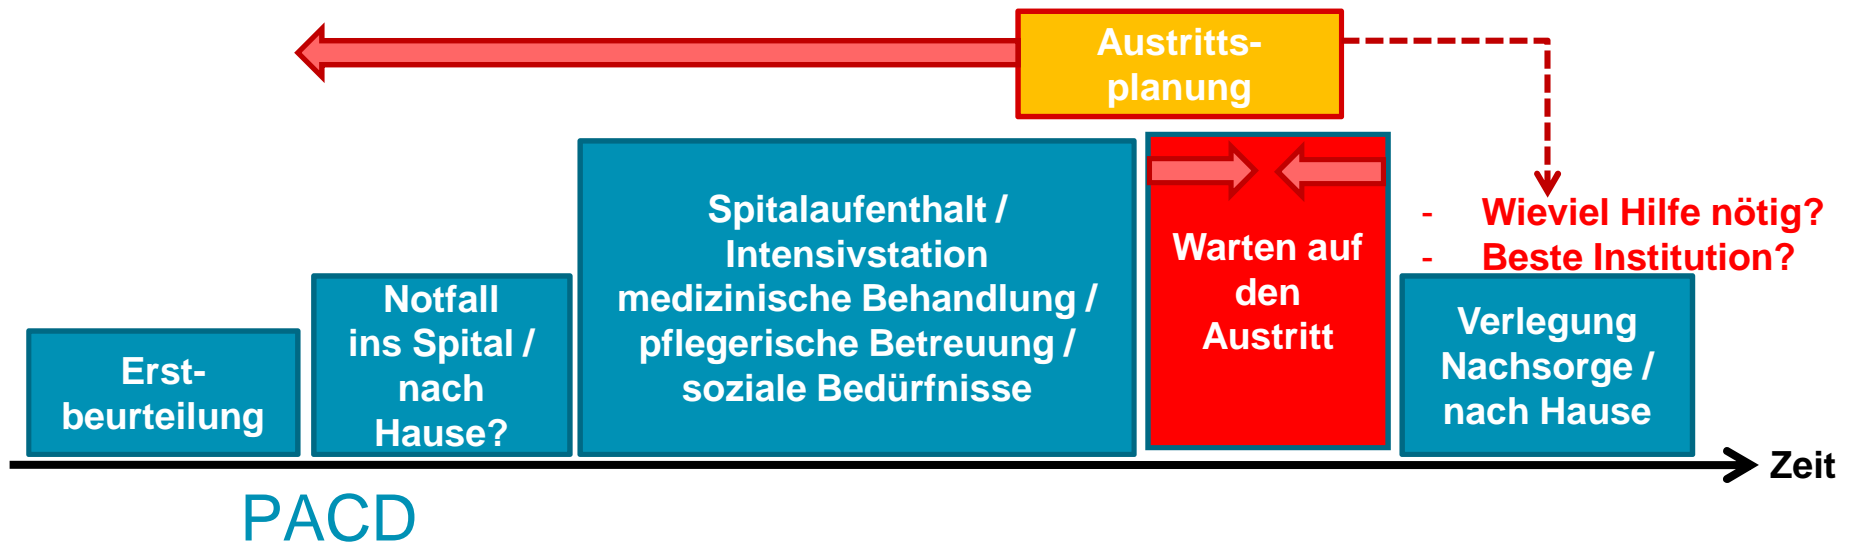 Austritts-
planung
Erst-
beurteilung
Notfall
ins Spital /
nach
Hause?
Spitalaufenthalt /
Intensivstation
medizinische Behandlung /
pflegerische Betreuung /
soziale Bedürfnisse
Warten auf
den
Austritt
- Wieviel Hilfe nötig?
- Beste Institution?
Verlegung
Nachsorge /
nach Hause
Zeit
PACD